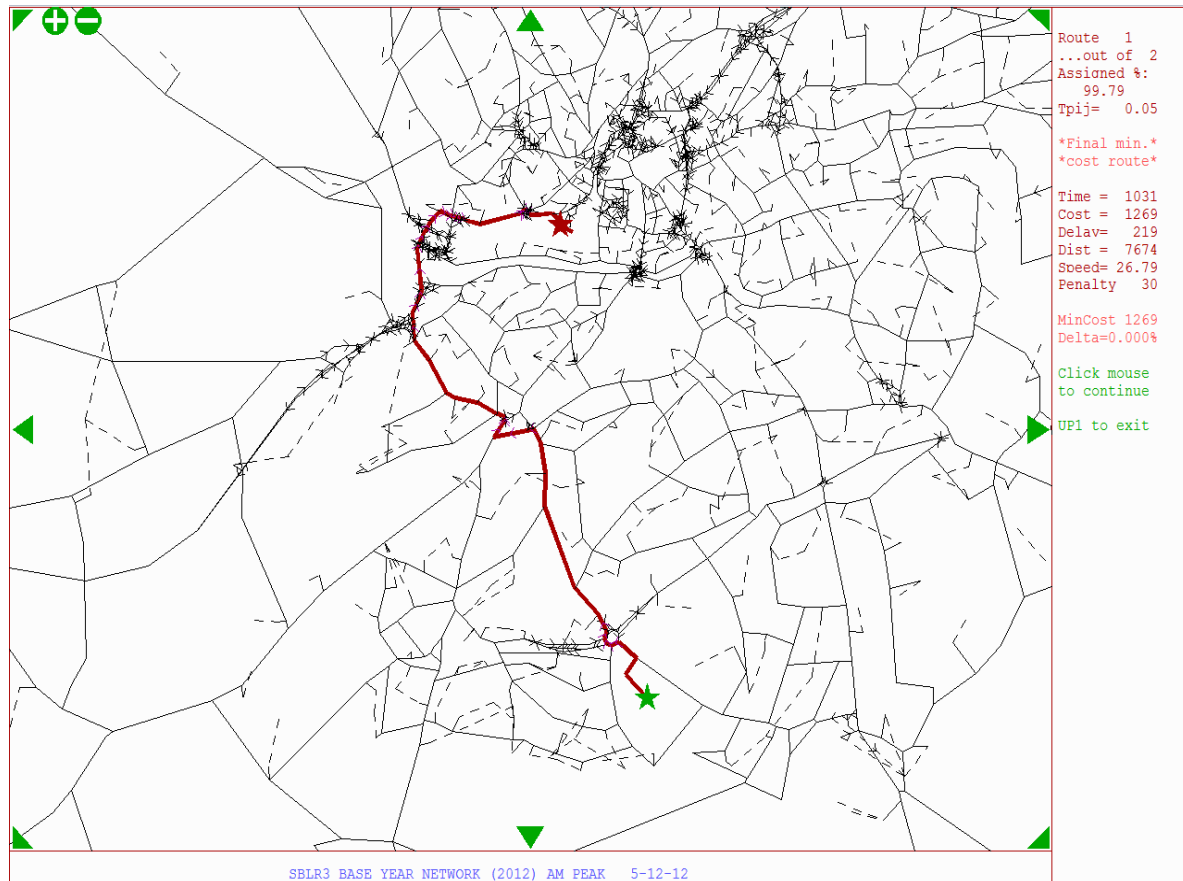 Route 1
...out of 2
Assigned %:
99.79
Tpij= 0.05
*Final min.*
*cost route*
Time = 1031
Cost = 1269
Delay= 219
Dist = 7674
Speed= 26.79
Penalty 30
MinCost 1269
Delta=0.000%
Click mouse
to continue
UP1 to exit
SBLR3 BASE YEAR NETWORK (2012) AM PEAK 5-12-12